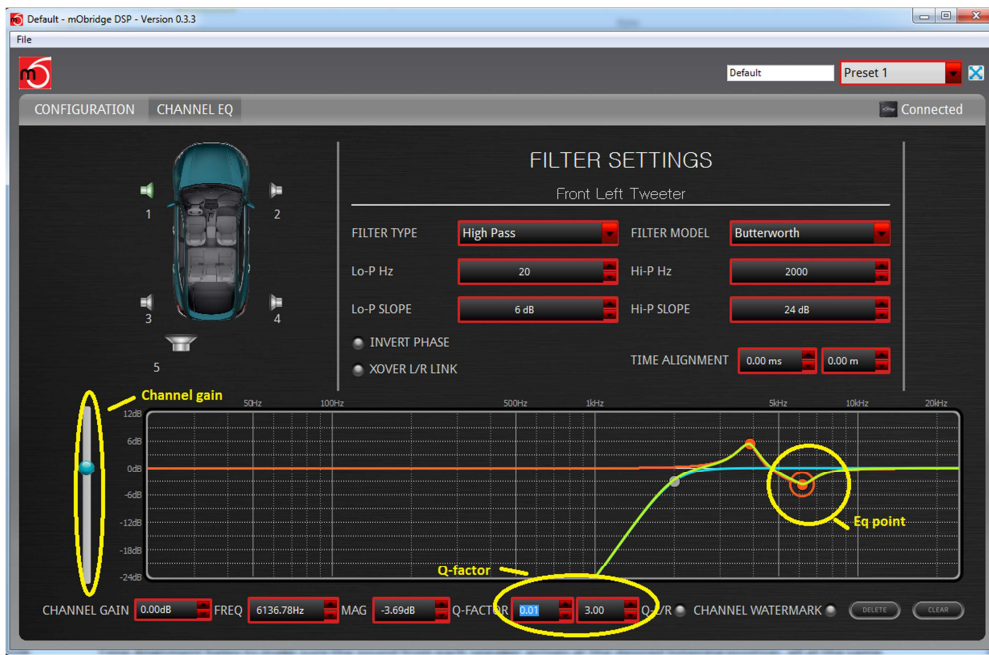 Default - mObridge DSP - Version 0.3.3
File
m
Default
Preset 1
CONFIGURATION
CHANNEL EQ
Connected
FILTER SETTINGS
Front Left Tweeter
FILTER TYPE
High Pass
FILTER MODEL
Butterworth
Lo-P Hz
20
Hi-P Hz
2000
Lo-P SLOPE
6 dB
Hi-P SLOPE
24 dB
INVERT PHASE
XOVER L/R LINK
TIME ALIGNMENT
0.00 ms
0.00 m
1
2
3
4
5
Channel gain
50Hz
100Hz
500Hz
1kHz
5kHz
10kHz
20kHz
12dB
6dB
0dB
-6dB
-12dB
-18dB
-24dB
Eq point
Q-factor
CHANNEL GAIN
0.00dB
FREQ
6136.78Hz
MAG
-3.69dB
Q-FACTOR
0.01
3.00
CHANNEL WATERMARK
DELETE
CLEAR